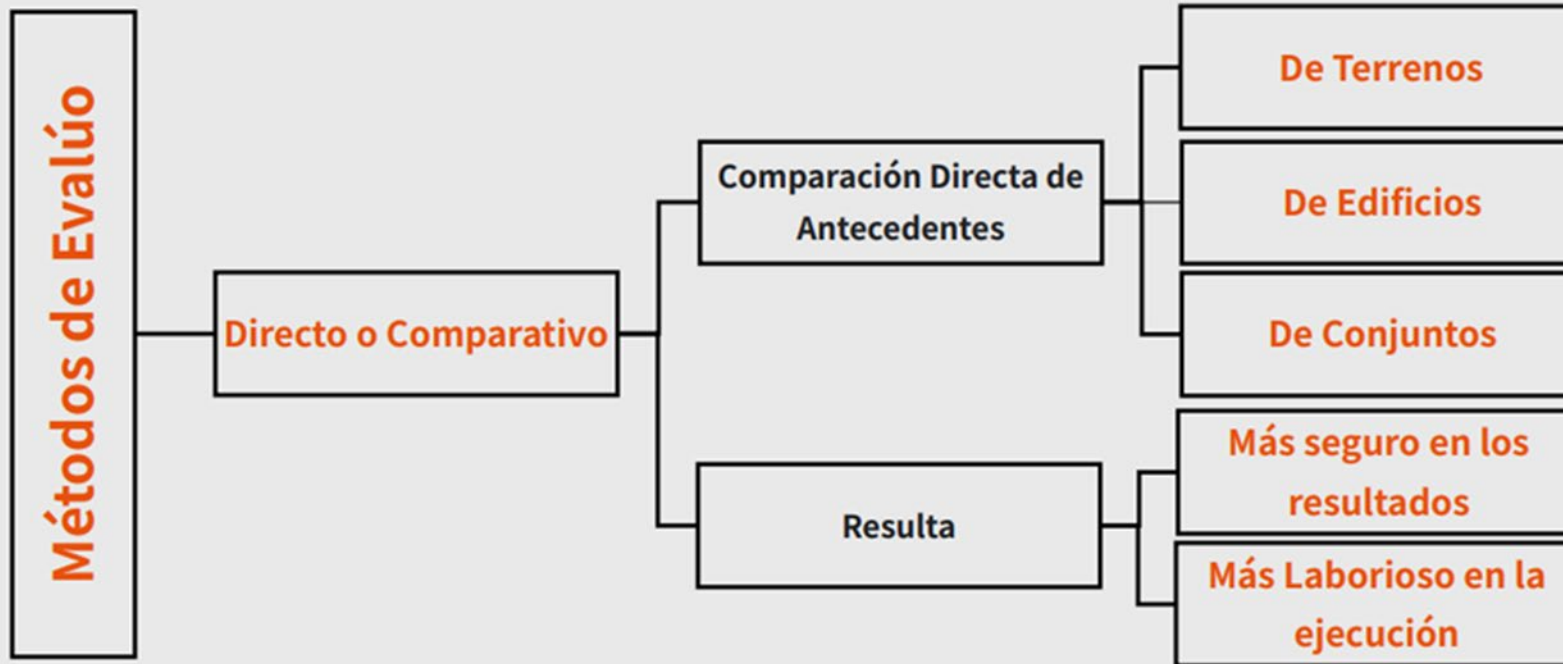 Métodos de Evalúo
Directo o Comparativo
Comparación Directa de
Antecedentes
De Terrenos
De Edificios
De Conjuntos
Resulta
Más seguro en los
resultados
Más Laborioso en la
ejecución